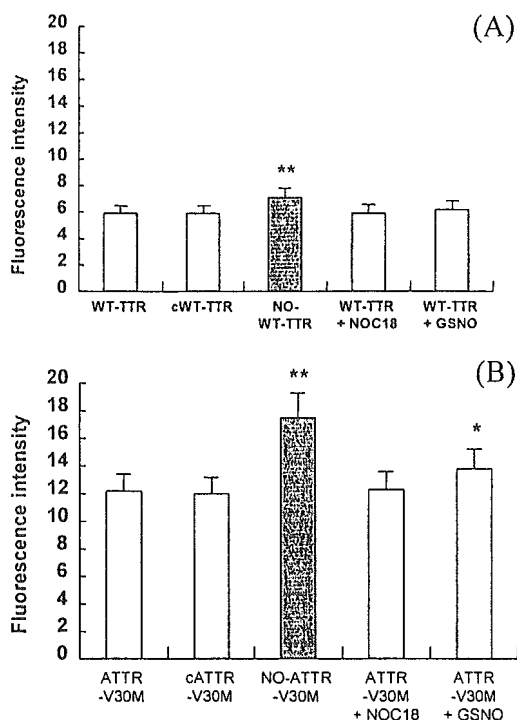 (A)
Fluorescence intensity
20
18
16
14
12
10
8
6
4
2
0
**
WT-TTR cWT-TTR NO- WT-TTR WT-TTR
WT-TTR + NOC18 + GSNO
(B)
Fluorescence intensity
20
18
16
14
12
10
8
6
4
2
0
**
*
ATTR cATTR NO-ATTR ATTR ATTR
-V30M -V30M -V30M -V30M -V30M
+ NOC18 + GSNO